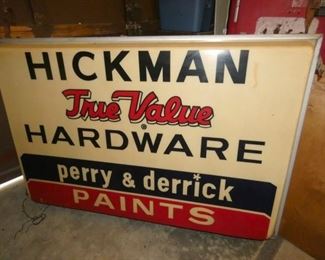 HICKMAN
True Value®
HARDWARE
perry & derrick
PAINTS